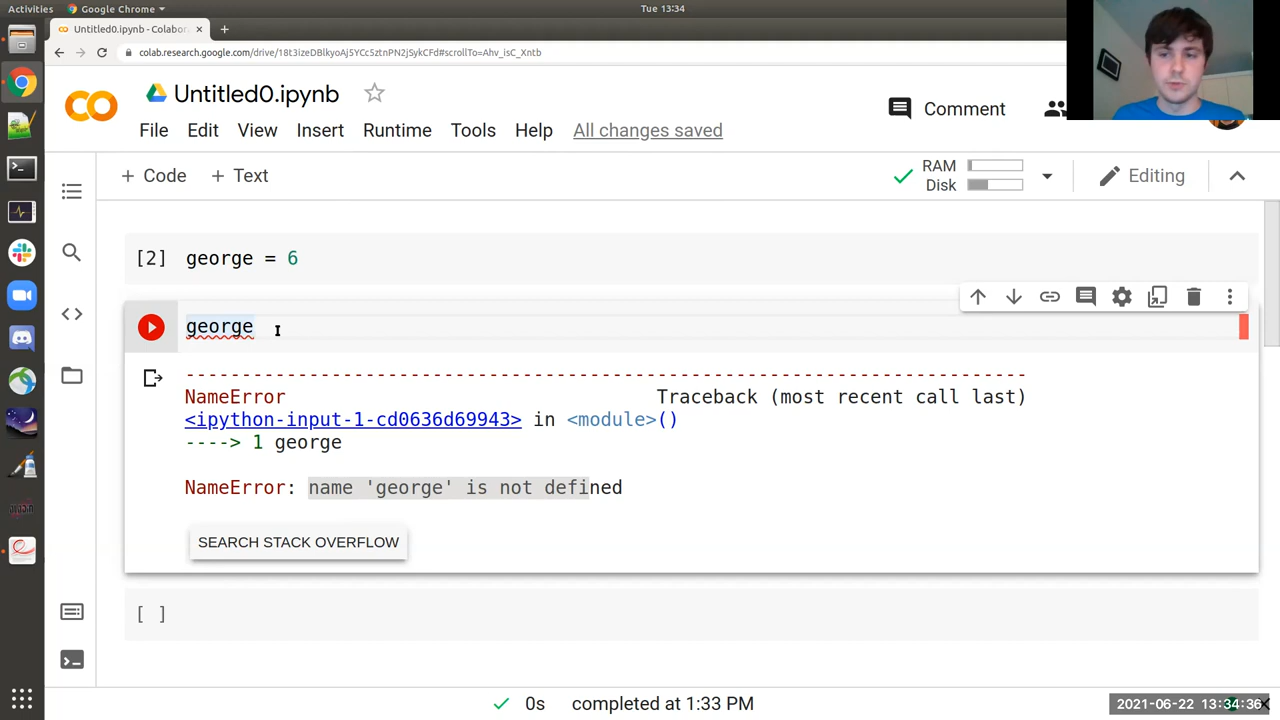 Activities
Google Chrome
Tue 13:34
Untitled0.ipynb - Colabor
colab.research.google.com/drive/18t3izeDBlkyoAj5YCc5ztnPN2jSykCFd#scrollTo=Ahv_isC_Xntb
Untitled0.ipynb
Comment
File Edit View Insert Runtime Tools Help All changes saved
+ Code + Text
RAM
Disk
Editing
[2] george = 6
george
NameError Traceback (most recent call last)
<ipython-input-1-cd0636d69943> in <module>()
----> 1 george
NameError: name 'george' is not defined
SEARCH STACK OVERFLOW
[ ]
0s completed at 1:33 PM
2021-06-22 13:34:36